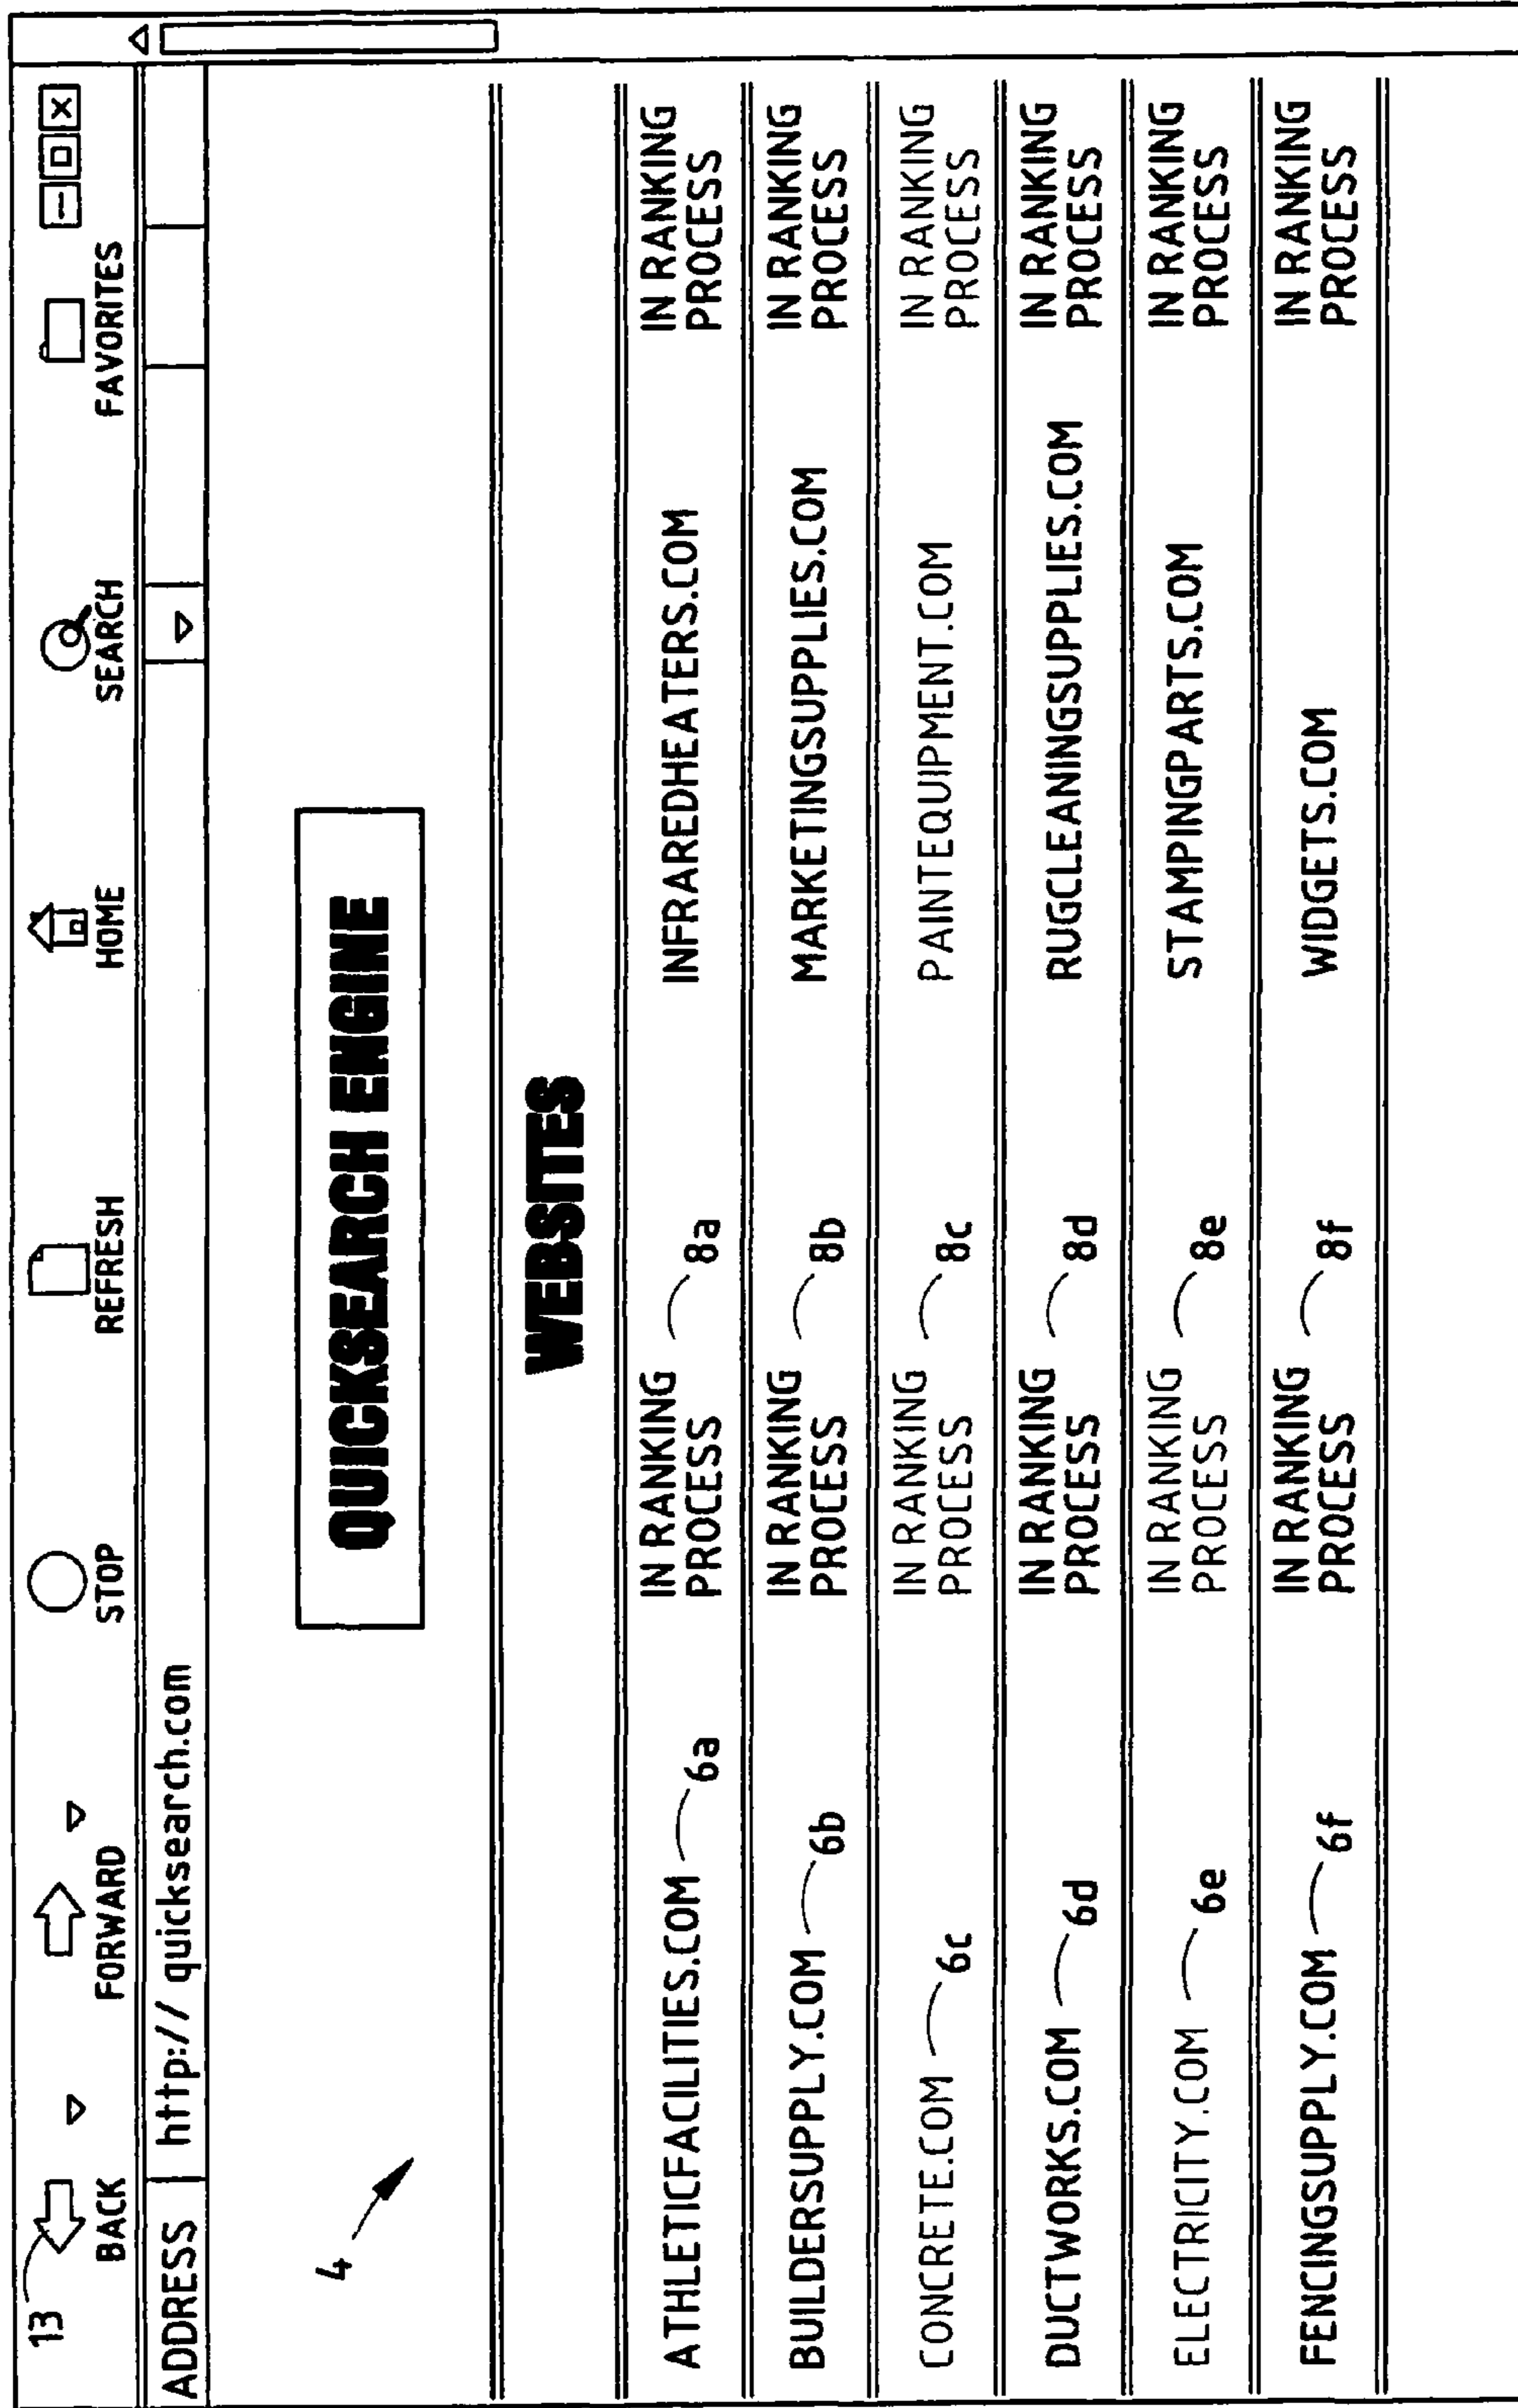 13
BACK FORWARD STOP REFRESH HOME SEARCH FAVORITES
ADDRESS http:// quicksearch.com
4
QUICKSEARCH ENGINE
WEBSITES
ATHLETICFACILITIES.COM 6a IN RANKING PROCESS 8a INFRAREDHEATERS.COM IN RANKING PROCESS
BUILDERSUPPLY.COM 6b IN RANKING PROCESS 8b MARKETINGSUPPLIES.COM IN RANKING PROCESS
CONCRETE.COM 6c IN RANKING PROCESS 8c PAINTEQUIPMENT.COM IN RANKING PROCESS
DUCTWORKS.COM 6d IN RANKING PROCESS 8d RUGCLEANINGSUPPLIES.COM IN RANKING PROCESS
ELECTRICITY.COM 6e IN RANKING PROCESS 8e STAMPINGPARTS.COM IN RANKING PROCESS
FENCINGSUPPLY.COM 6f IN RANKING PROCESS 8f WIDGETS.COM IN RANKING PROCESS